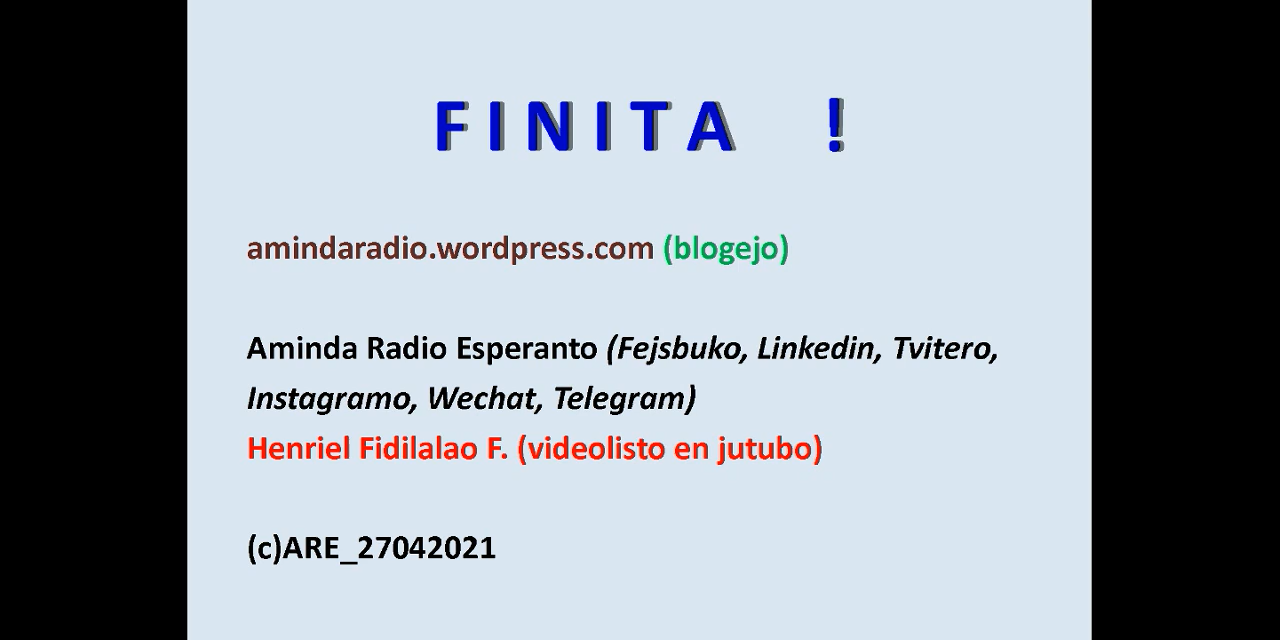 FINITA !
amindaradio.wordpress.com (blogejo)
Aminda Radio Esperanto (Fejsbuko, Linkedin, Tvitero,
Instagramo, Wechat, Telegram)
Henriel Fidilalao F. (videolisto en jutubo)
(c)ARE_27042021